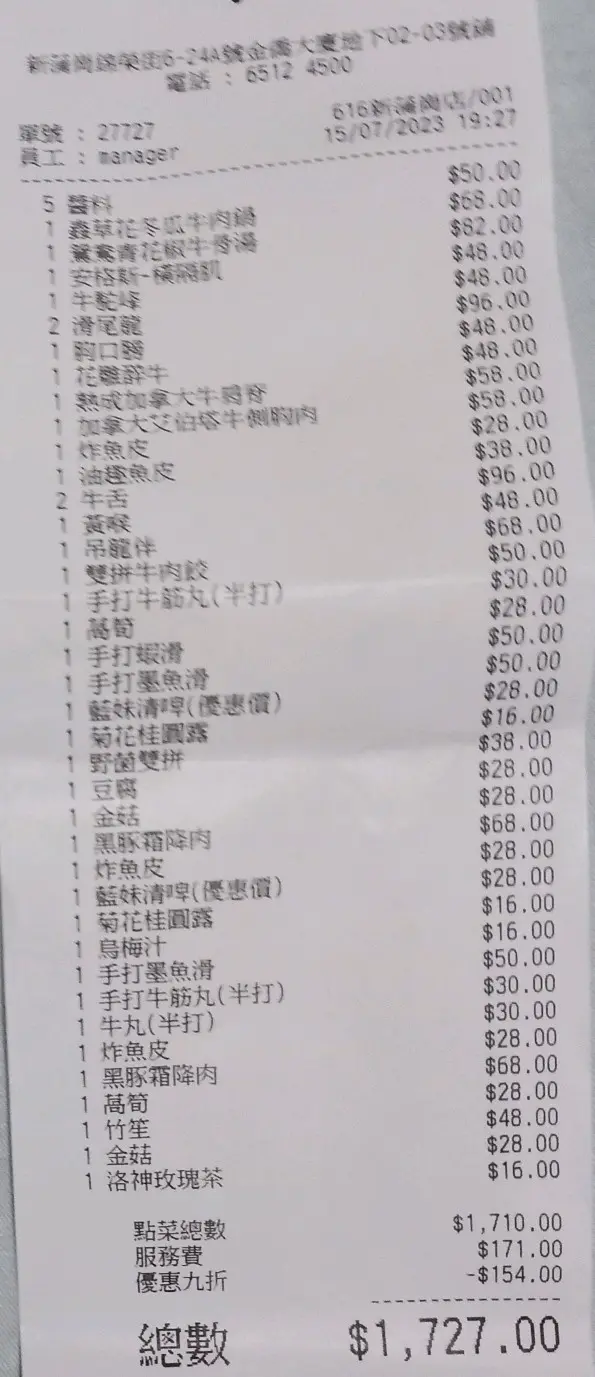 新蒲崗錦榮街6-24A號金僑大廈地下02-03號舖
電話 : 6512 4500
616新蒲崗店/001
單號 : 27727
15/07/2023 19:27
員工 : manager
5 醬料 $50.00
1 蟲草花冬瓜牛肉鍋 $68.00
1 鴛鴦青花椒牛骨湯 $82.00
1 安格斯-橫隔肌 $48.00
1 牛駝峰 $48.00
2 滑尾龍 $96.00
1 胸口朥 $48.00
1 花雕醉牛 $48.00
1 熟成加拿大牛唇脊 $58.00
1 加拿大艾伯塔牛側胸肉 $58.00
1 炸魚皮 $28.00
1 油趣魚皮 $38.00
2 牛舌 $96.00
1 黃喉 $48.00
1 吊龍伴 $68.00
1 雙拼牛肉餃 $50.00
1 手打牛筋丸(半打) $30.00
1 萵筍 $28.00
1 手打蝦滑 $50.00
1 手打墨魚滑 $50.00
1 藍妹清啤(優惠價) $28.00
1 菊花桂圓露 $16.00
1 野菌雙拼 $38.00
1 豆腐 $28.00
1 金菇 $28.00
1 黑豚霜降肉 $68.00
1 炸魚皮 $28.00
1 藍妹清啤(優惠價) $28.00
1 菊花桂圓露 $16.00
1 烏梅汁 $16.00
1 手打墨魚滑 $50.00
1 手打牛筋丸(半打) $30.00
1 牛丸(半打) $30.00
1 炸魚皮 $28.00
1 黑豚霜降肉 $68.00
1 萵筍 $28.00
1 竹笙 $48.00
1 金菇 $28.00
1 洛神玫瑰茶 $16.00
點菜總數 $1,710.00
服務費 $171.00
優惠九折 -$154.00
總數 $1,727.00